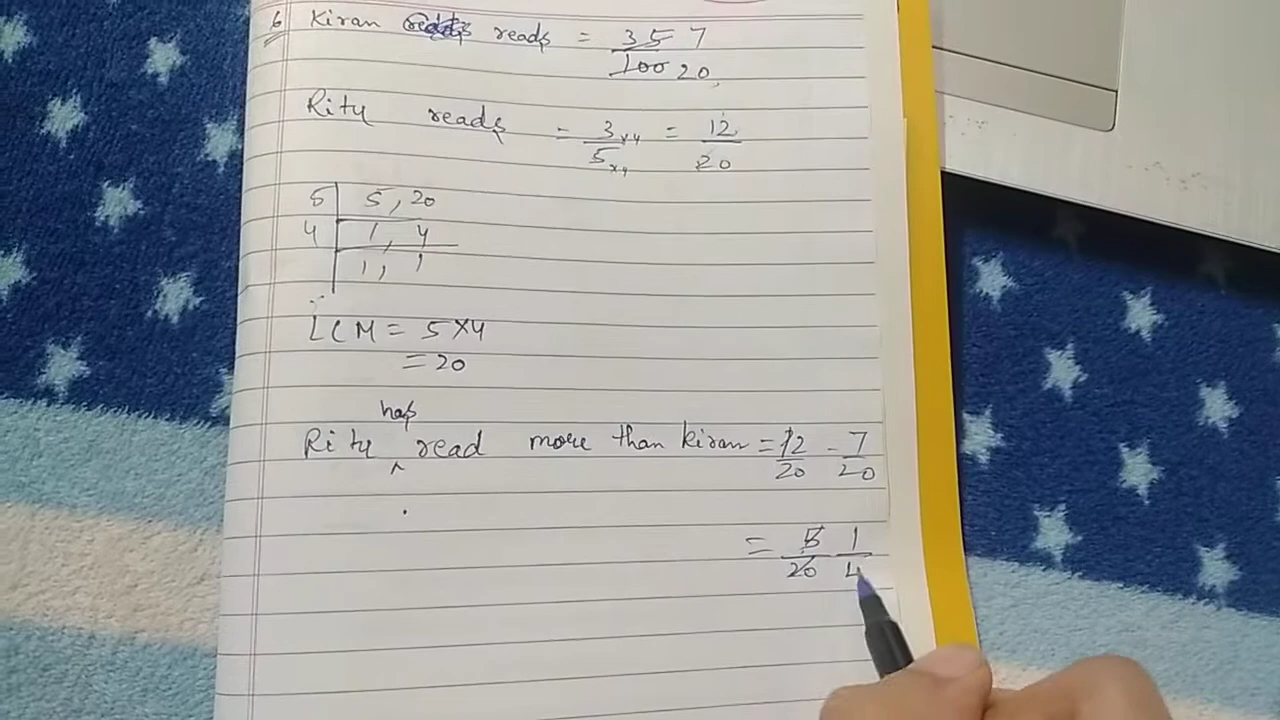 6 Kiran reads = 35/100 7/20
Ritu reads = 3×4/5×4 = 12/20
5 | 5, 20
4 | 1, 4
| 1, 1
LCM = 5×4
= 20
has
Ritu ^ read more than kiran = 12/20 - 7/20
= 5/20 1/4